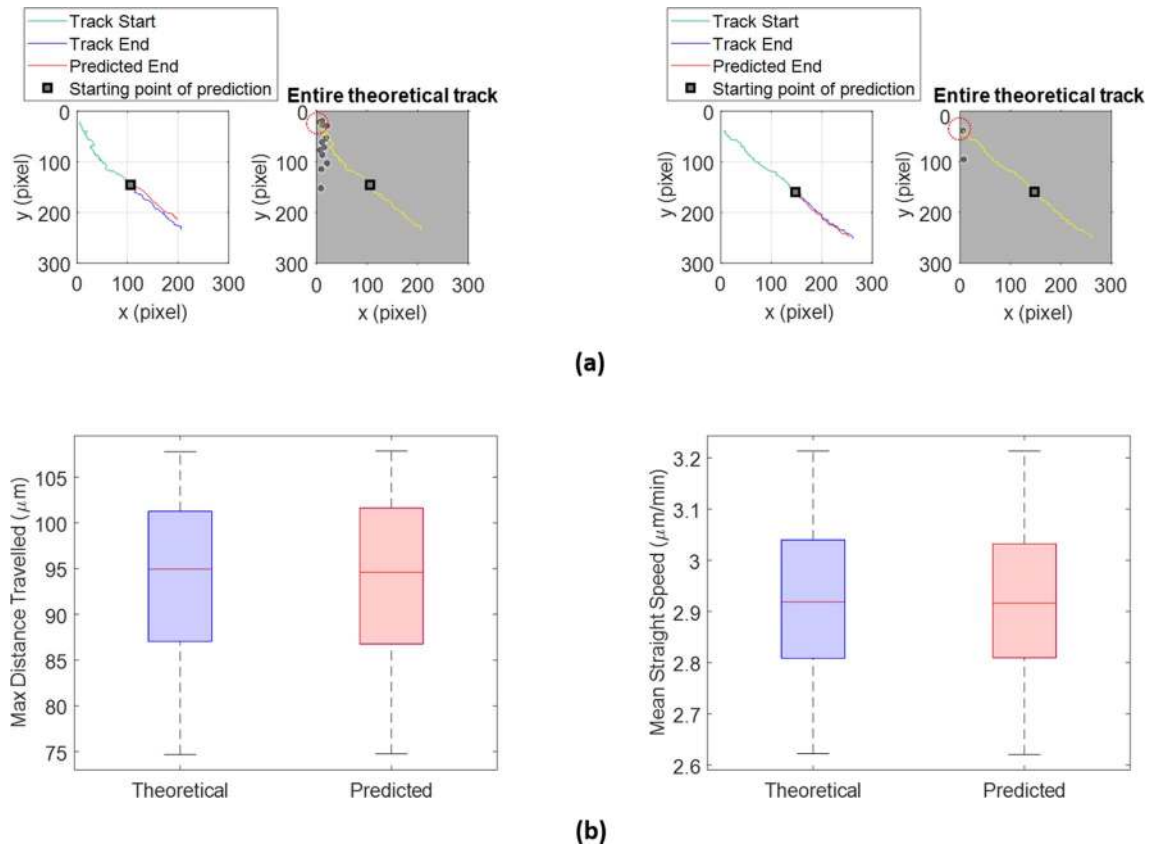 Track Start
Track End
Predicted End
Starting point of prediction
Entire theoretical track
0
100
200
300
y (pixel)
0 100 200 300
x (pixel)
0
100
200
300
y (pixel)
0 100 200 300
x (pixel)
Track Start
Track End
Predicted End
Starting point of prediction
Entire theoretical track
0
100
200
300
y (pixel)
0 100 200 300
x (pixel)
0
100
200
300
y (pixel)
0 100 200 300
x (pixel)
(a)
Max Distance Travelled (μm)
105
100
95
90
85
80
75
Theoretical Predicted
Mean Straight Speed (μm/min)
3.2
3.1
3
2.9
2.8
2.7
2.6
Theoretical Predicted
(b)